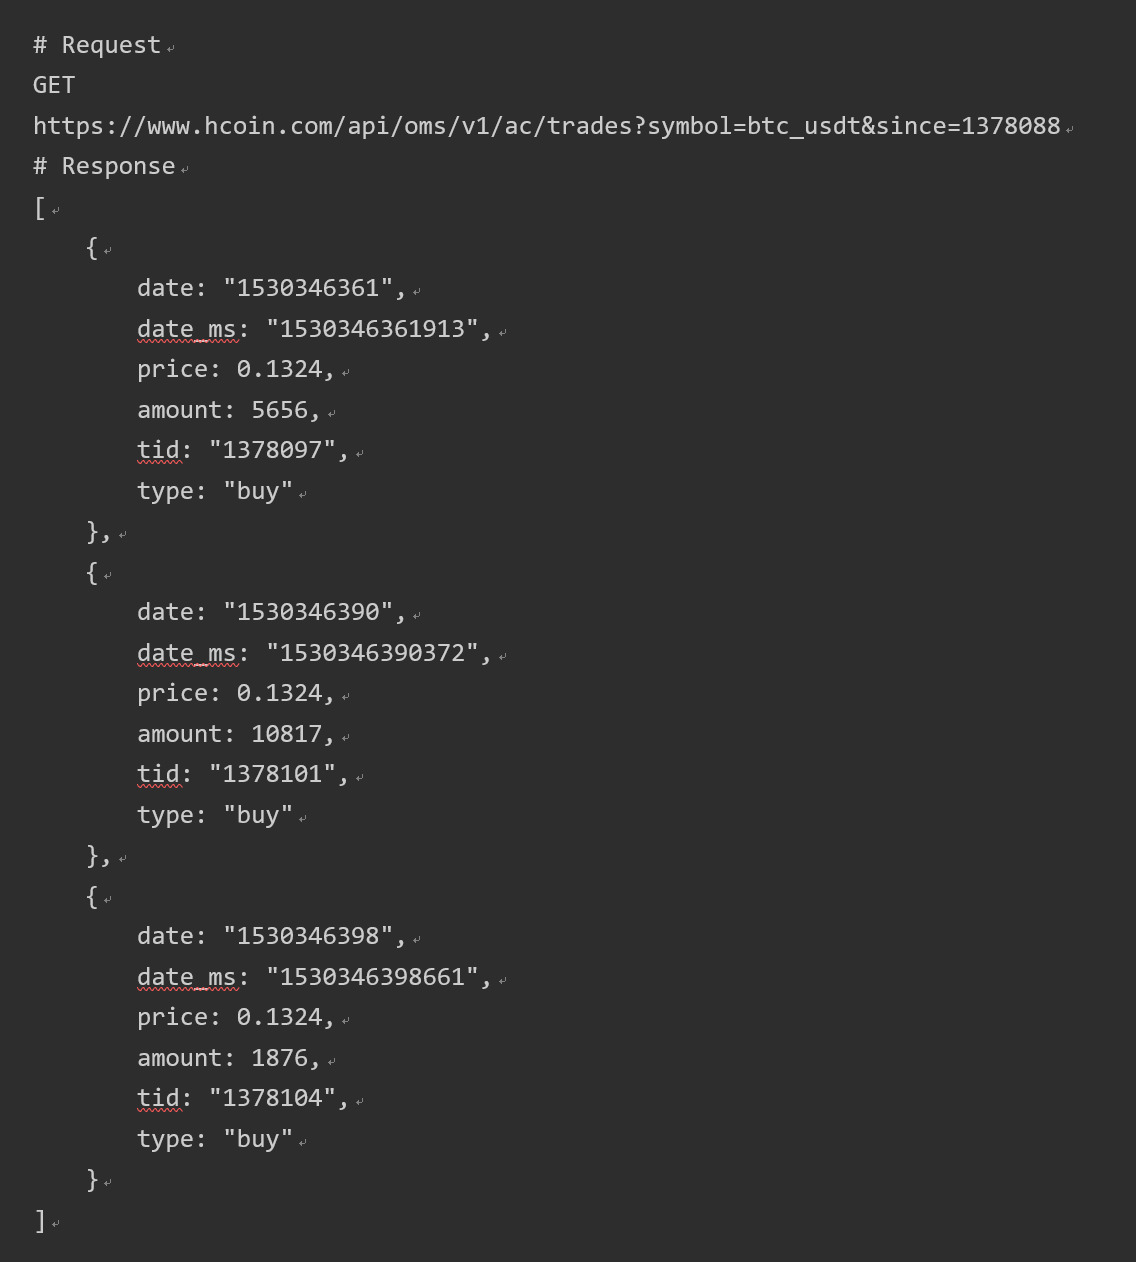 # Request
GET
https://www.hcoin.com/api/oms/v1/ac/trades?symbol=btc_usdt&since=1378088
# Response
[
    {
        date: "1530346361",
        date_ms: "1530346361913",
        price: 0.1324,
        amount: 5656,
        tid: "1378097",
        type: "buy"
    },
    {
        date: "1530346390",
        date_ms: "1530346390372",
        price: 0.1324,
        amount: 10817,
        tid: "1378101",
        type: "buy"
    },
    {
        date: "1530346398",
        date_ms: "1530346398661",
        price: 0.1324,
        amount: 1876,
        tid: "1378104",
        type: "buy"
    }
]